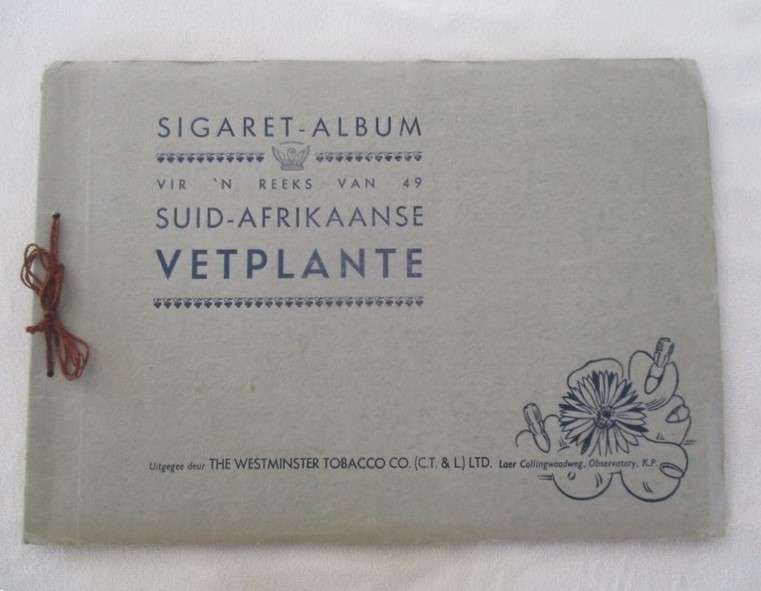 SIGARET-ALBUM
VIR 'N REEKS VAN 49
SUID-AFRIKAANSE
VETPLANTE
Uitgegee deur THE WESTMINSTER TOBACCO CO. (C.T. & L.) LTD. Laer Collingwoodweg, Observatory, K.P.